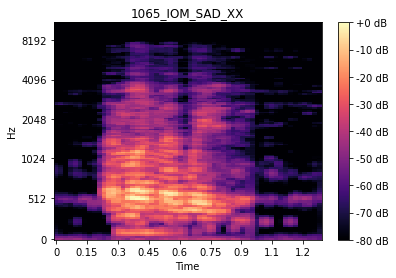 1065_IOM_SAD_XX
+0 dB
8192
-10 dB
4096
-20 dB
-30 dB
2048
Hz
-40 dB
1024
-50 dB
512
-60 dB
-70 dB
0
-80 dB
0 0.15 0.3 0.45 0.6 0.75 0.9 1.1 1.2
Time